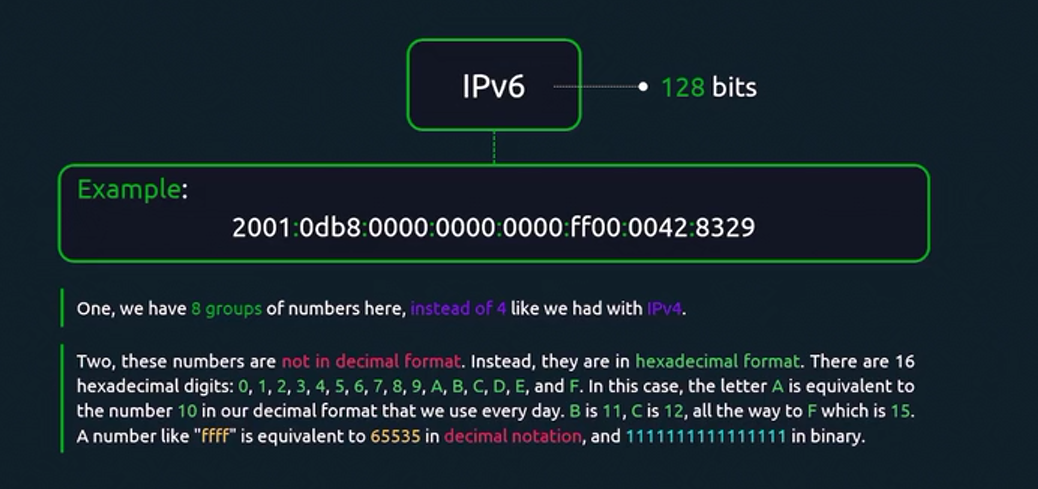 IPv6
128 bits
Example:
2001:0db8:0000:0000:0000:ff00:0042:8329
One, we have 8 groups of numbers here, instead of 4 like we had with IPv4.
Two, these numbers are not in decimal format. Instead, they are in hexadecimal format. There are 16
hexadecimal digits: 0, 1, 2, 3, 4, 5, 6, 7, 8, 9, A, B, C, D, E, and F. In this case, the letter A is equivalent to
the number 10 in our decimal format that we use every day. B is 11, C is 12, all the way to F which is 15.
A number like "ffff" is equivalent to 65535 in decimal notation, and 1111111111111111 in binary.